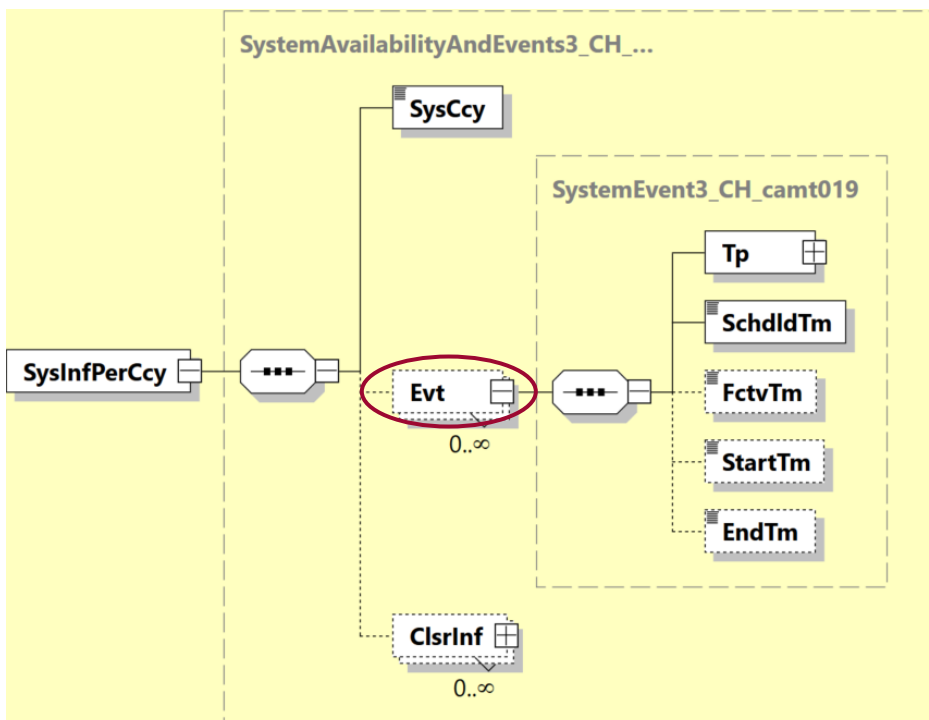 SystemAvailabilityAndEvents3_CH_...
SysCcy
SystemEvent3_CH_camt019
Tp
SchdldTm
SysInfPerCcy
Evt
FctvTm
0..∞
StartTm
EndTm
ClsrInf
0..∞